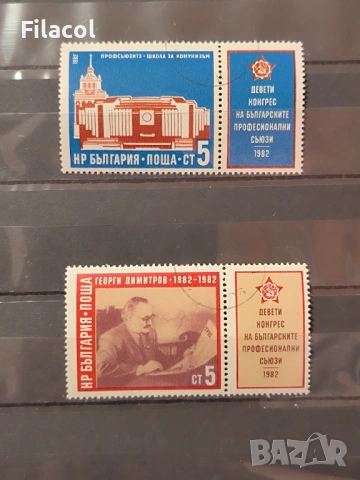 Filacol
1982
ПРОФСЪЮЗИТЕ - ШКОЛА ЗА КОМУНИЗЪМ
НР БЪЛГАРИЯ • ПОЩА • СТ 5
ДЕВЕТИ
КОНГРЕС
НА БЪЛГАРСКИТЕ
ПРОФЕСИОНАЛНИ
СЪЮЗИ
1982
ГЕОРГИ ДИМИТРОВ • 1882 - 1982
НР БЪЛГАРИЯ • ПОЩА
СТ 5
ДЕВЕТИ
КОНГРЕС
НА БЪЛГАРСКИТЕ
ПРОФЕСИОНАЛНИ
СЪЮЗИ
1982
BAZAR